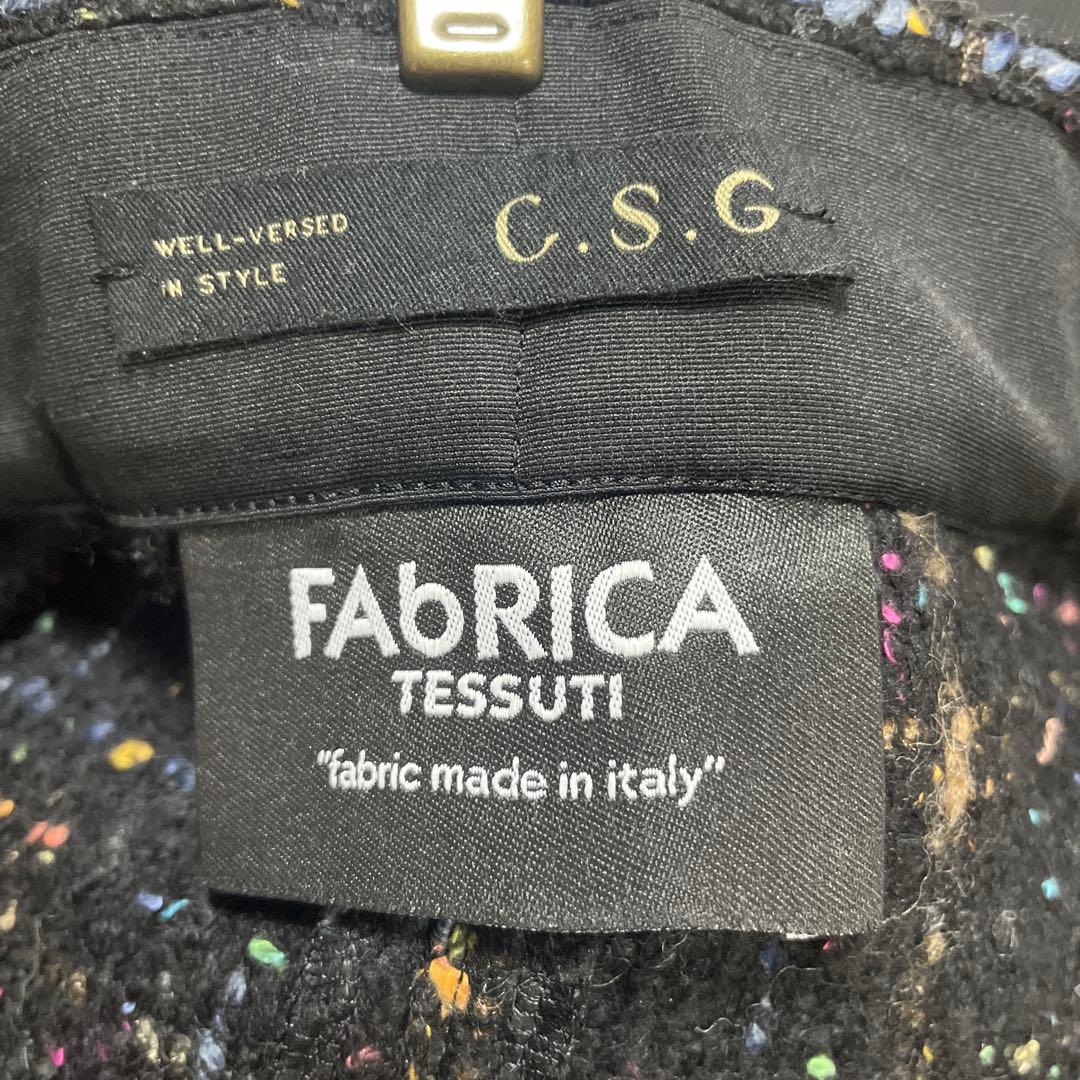 WELL-VERSED
IN STYLE
C.S.G
FAbRICA
TESSUTI
"fabric made in italy"